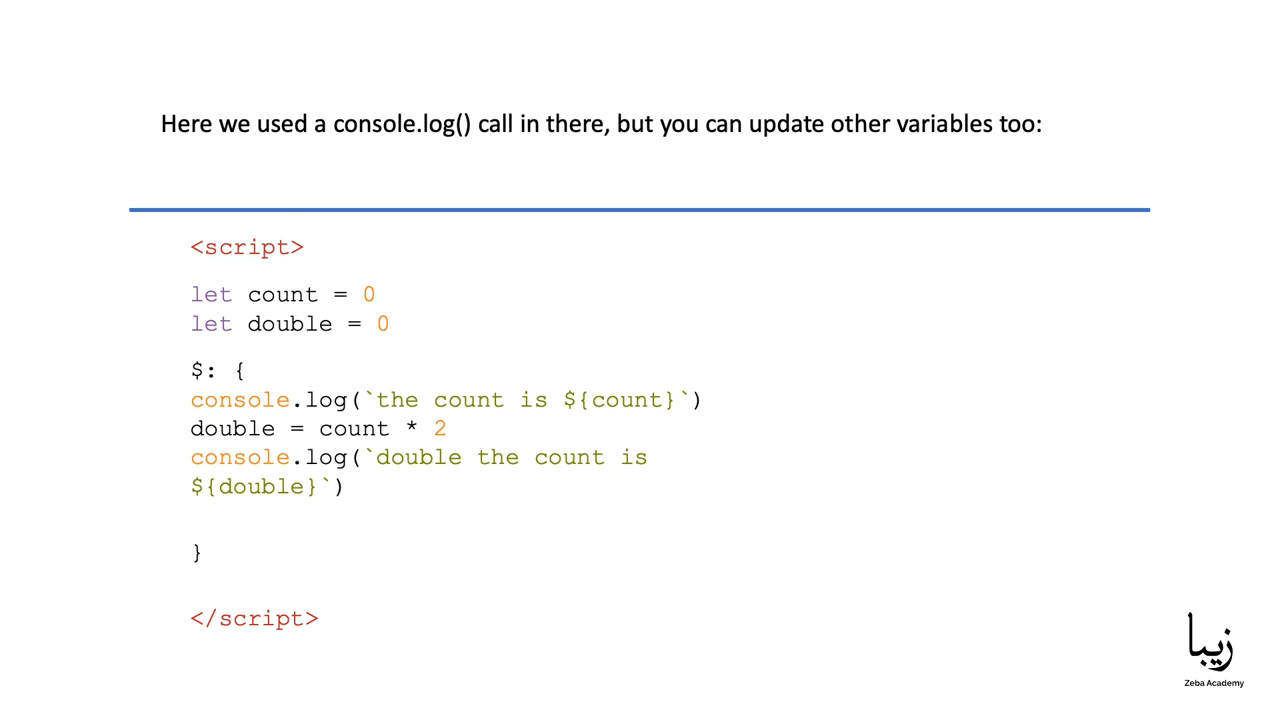 Here we used a console.log() call in there, but you can update other variables too:
<script>
let count = 0
let double = 0
$: {
console.log(`the count is ${count}`)
double = count * 2
console.log(`double the count is
${double}`)
}
</script>
زیبا
Zeba Academy